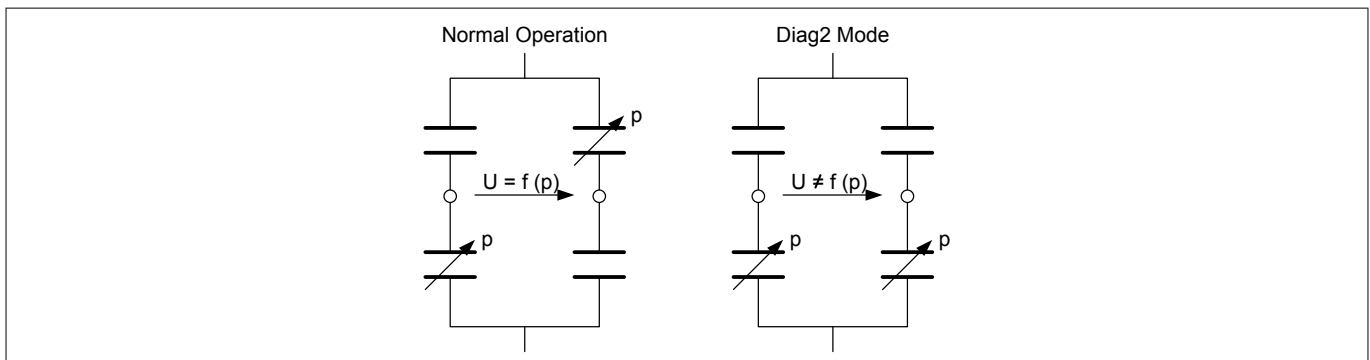 Normal Operation
Diag2 Mode
p
U = f (p)
U ≠ f (p)
p
p
p